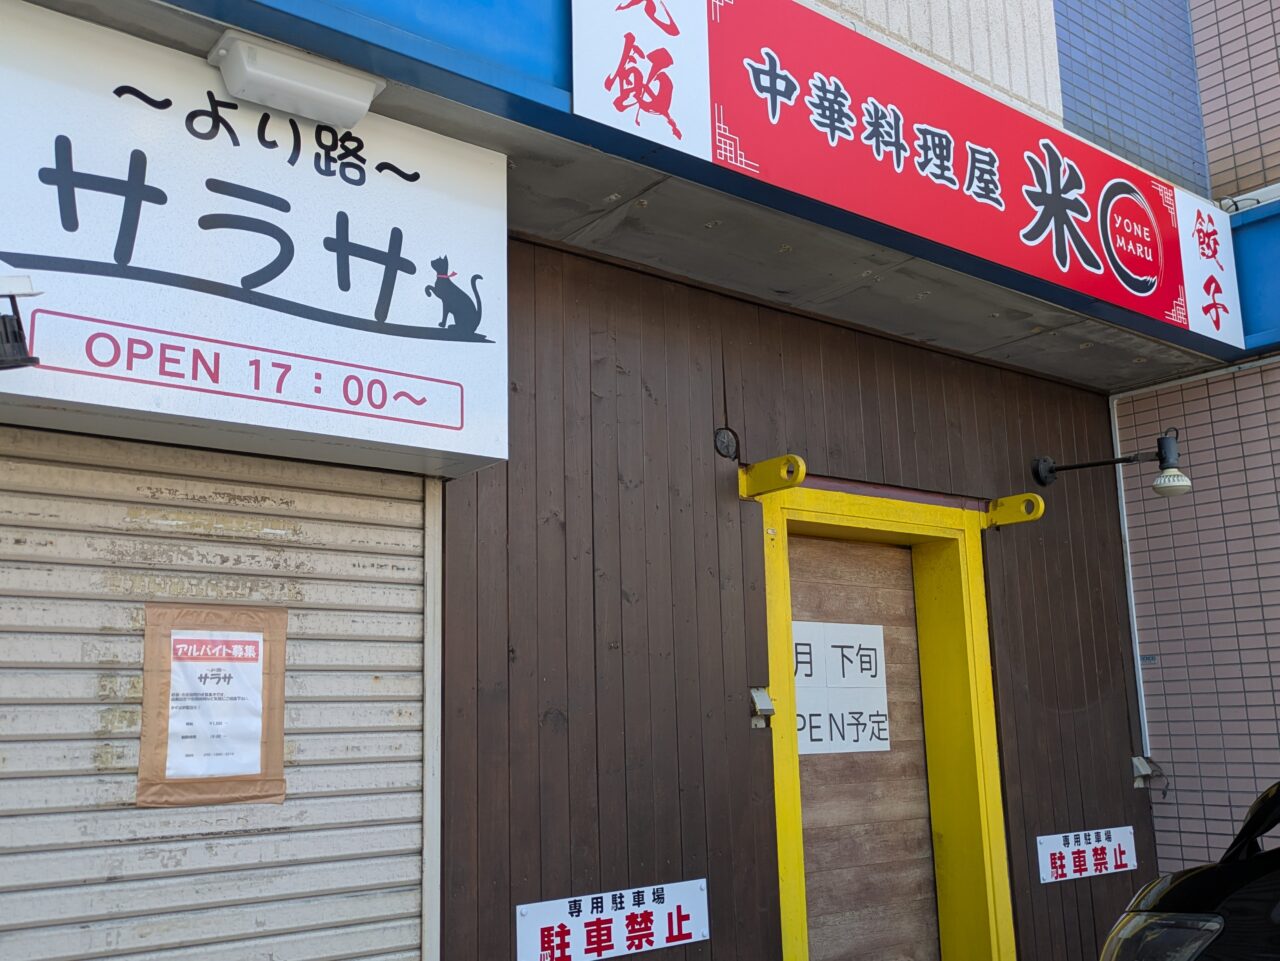 ～より路～
サラサ
OPEN 17：00～
炒飯
中華料理屋 米
YONE
MARU
餃子
アルバイト募集
サラサ
月 下旬
PEN予定
専用駐車場
駐車禁止
専用駐車場
駐車禁止